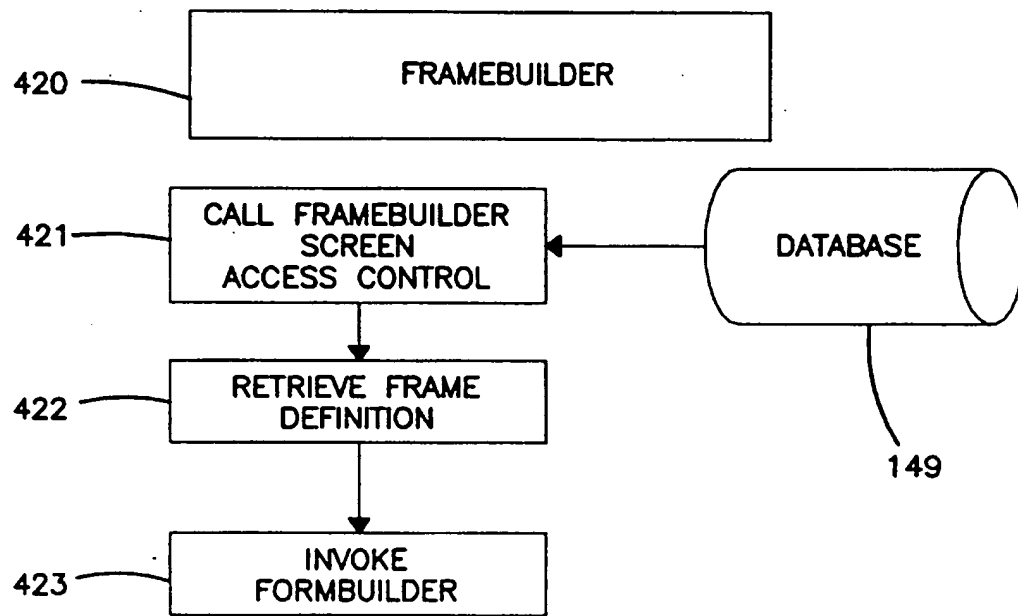 420
FRAMEBUILDER
421
CALL FRAMEBUILDER
SCREEN
ACCESS CONTROL
DATABASE
422
RETRIEVE FRAME
DEFINITION
149
423
INVOKE
FORMBUILDER